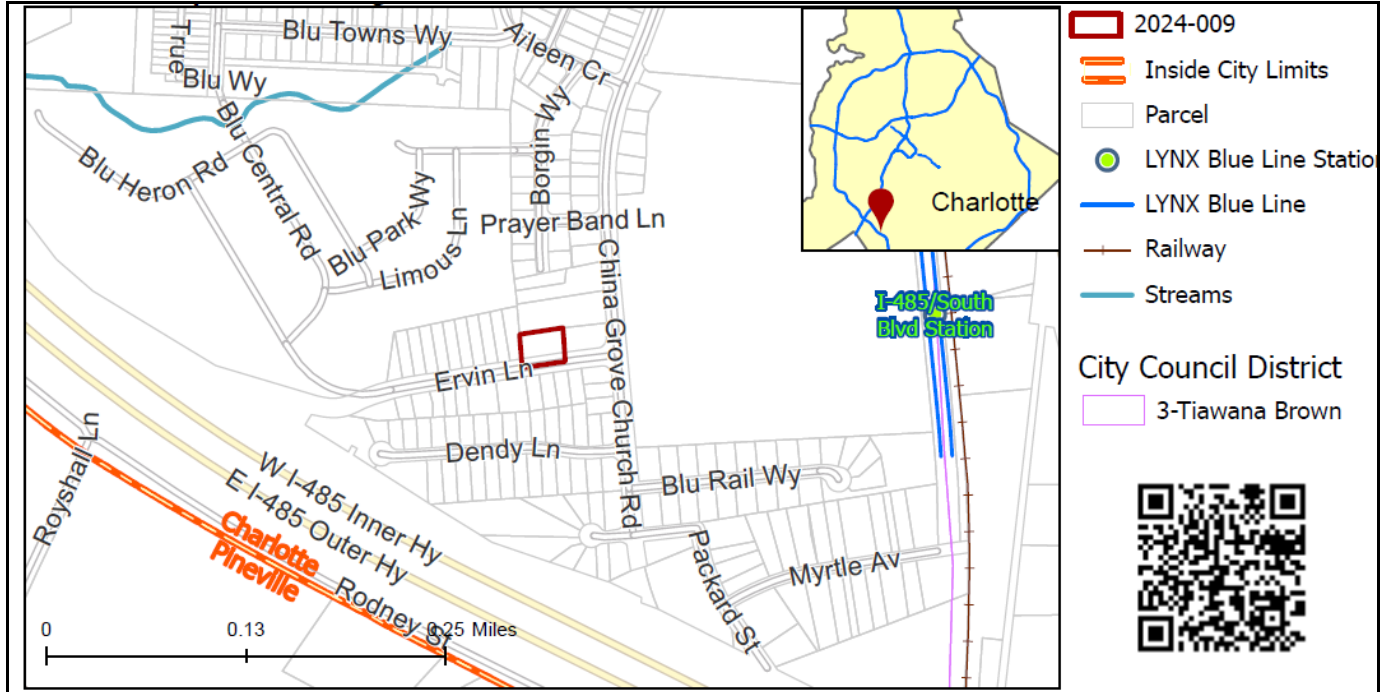 True
Blu Towns Wy
Aileen Cr
Blu Wy
Blu Central Rd
Blu Heron Rd
Blu Park Wy
Limous Ln
Borgin Wy
Prayer Band Ln
China Grove Church Rd
Ervin Ln
Dendy Ln
Blu Rail Wy
Packard St
Myrtle Av
Royshall Ln
W I-485 Inner Hy
E I-485 Outer Hy
Charlotte
Pineville
Rodney St
0
0.13
0.25 Miles
Charlotte
I-485/South
Blvd Station
2024-009
Inside City Limits
Parcel
LYNX Blue Line Station
LYNX Blue Line
Railway
Streams
City Council District
3-Tiawana Brown